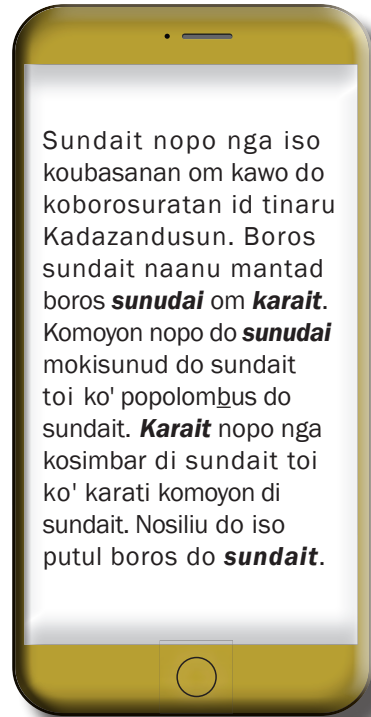 Sundait nopo nga iso
koubasanan om kawo do
koborosuratan id tinaru
Kadazandusun. Boros
sundait naanu mantad
boros sunudai om karait.
Komoyon nopo do sunudai
mokisunud do sundait
toi ko' popolombus do
sundait. Karait nopo nga
kosimbar di sundait toi
ko' karati komoyon di
sundait. Nosiliu do iso
putul boros do sundait.